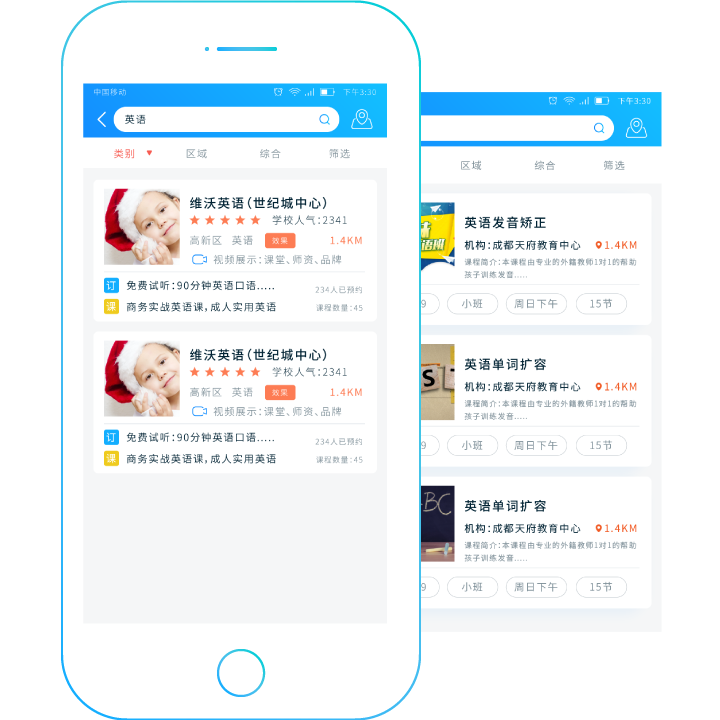 中国移动
下午3:30
英语
类别
区域
综合
筛选
维沃英语(世纪城中心)
学校人气:2341
高新区 英语 效果 1.4KM
视频展示:课堂、师资、品牌
订 免费试听:90分钟英语口语..... 234人已预约
课 商务实战英语课,成人实用英语 课程数量:45
维沃英语(世纪城中心)
学校人气:2341
高新区 英语 效果 1.4KM
视频展示:课堂、师资、品牌
订 免费试听:90分钟英语口语..... 234人已预约
课 商务实战英语课,成人实用英语 课程数量:45
下午3:30
区域
综合
筛选
英语发音矫正
机构:成都天府教育中心 1.4KM
课程简介:本课程由专业的外籍教师1对1的帮助
孩子训练发音.....
9 小班 周日下午 15节
英语单词扩容
机构:成都天府教育中心 1.4KM
课程简介:本课程由专业的外籍教师1对1的帮助
孩子训练发音.....
9 小班 周日下午 15节
英语单词扩容
机构:成都天府教育中心 1.4KM
课程简介:本课程由专业的外籍教师1对1的帮助
孩子训练发音.....
9 小班 周日下午 15节